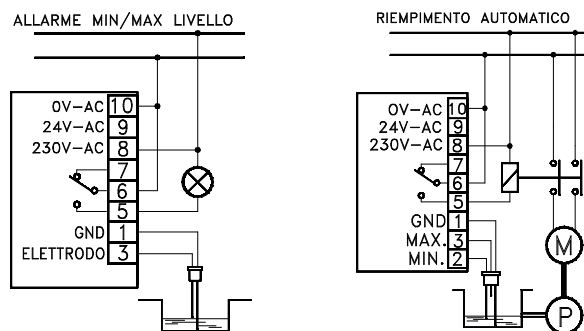 ALLARME MIN/MAX LIVELLO
0V-AC 10
24V-AC 9
230V-AC 8
7
6
5
GND 1
ELETTRODO 3
RIEMPIMENTO AUTOMATICO
0V-AC 10
24V-AC 9
230V-AC 8
7
6
5
GND 1
MAX. 3
MIN. 2
M
P